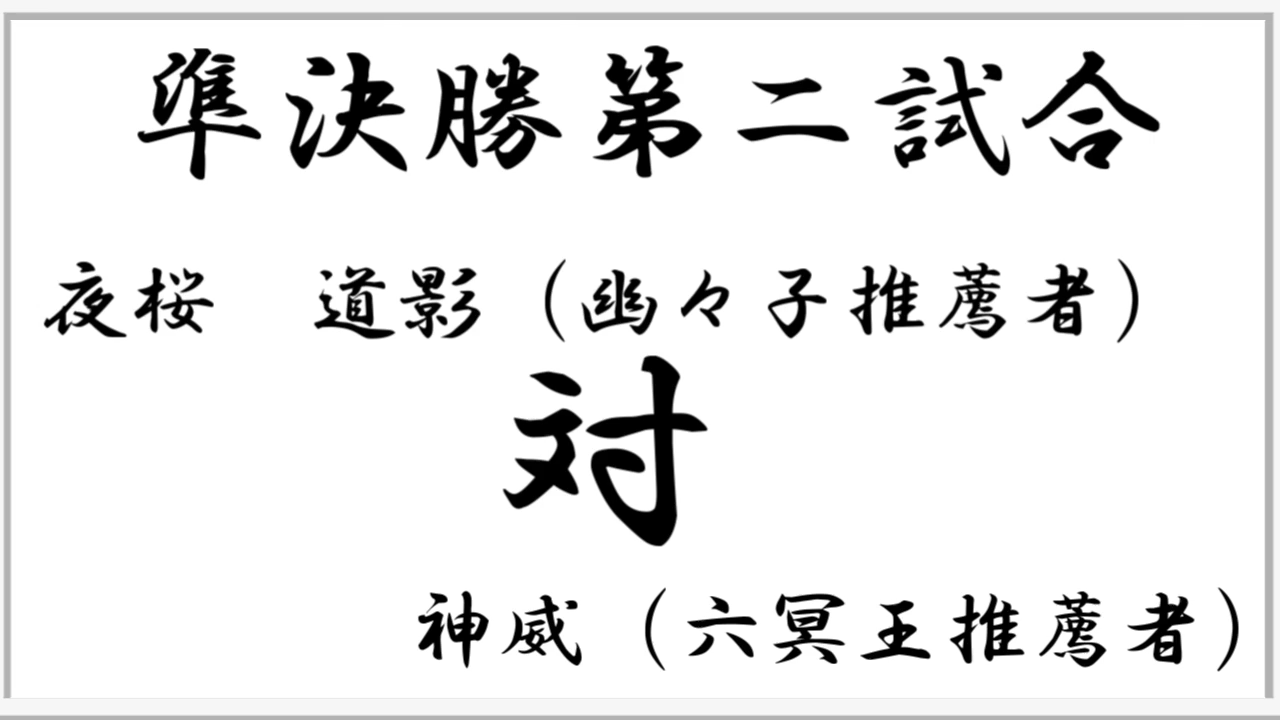 準決勝第二試合
夜桜　道影（幽々子推薦者）
対
神威（六冥王推薦者）